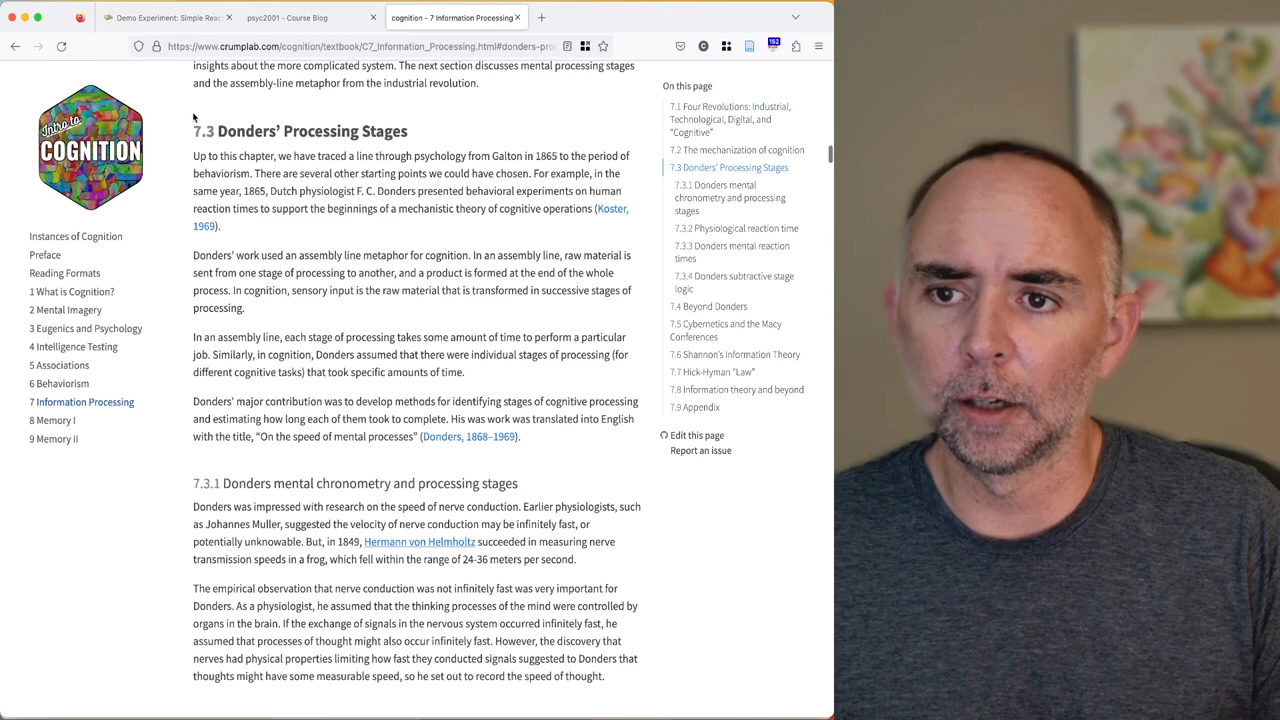 Demo Experiment: Simple Reac
psyc2001 - Course Blog
cognition - 7 Information Processing
https://www.crumplab.com/cognition/textbook/C7_Information_Processing.html#donders-pro
152
insights about the more complicated system. The next section discusses mental processing stages
and the assembly-line metaphor from the industrial revolution.
Intro to
COGNITION
Instances of Cognition
Preface
Reading Formats
1 What is Cognition?
2 Mental Imagery
3 Eugenics and Psychology
4 Intelligence Testing
5 Associations
6 Behaviorism
7 Information Processing
8 Memory I
9 Memory II
7.3 Donders’ Processing Stages
Up to this chapter, we have traced a line through psychology from Galton in 1865 to the period of
behaviorism. There are several other starting points we could have chosen. For example, in the
same year, 1865, Dutch physiologist F. C. Donders presented behavioral experiments on human
reaction times to support the beginnings of a mechanistic theory of cognitive operations (Koster,
1969).
Donders’ work used an assembly line metaphor for cognition. In an assembly line, raw material is
sent from one stage of processing to another, and a product is formed at the end of the whole
process. In cognition, sensory input is the raw material that is transformed in successive stages of
processing.
In an assembly line, each stage of processing takes some amount of time to perform a particular
job. Similarly, in cognition, Donders assumed that there were individual stages of processing (for
different cognitive tasks) that took specific amounts of time.
Donders’ major contribution was to develop methods for identifying stages of cognitive processing
and estimating how long each of them took to complete. His was work was translated into English
with the title, “On the speed of mental processes” (Donders, 1868–1969).
7.3.1 Donders mental chronometry and processing stages
Donders was impressed with research on the speed of nerve conduction. Earlier physiologists, such
as Johannes Muller, suggested the velocity of nerve conduction may be infinitely fast, or
potentially unknowable. But, in 1849, Hermann von Helmholtz succeeded in measuring nerve
transmission speeds in a frog, which fell within the range of 24-36 meters per second.
The empirical observation that nerve conduction was not infinitely fast was very important for
Donders. As a physiologist, he assumed that the thinking processes of the mind were controlled by
organs in the brain. If the exchange of signals in the nervous system occurred infinitely fast, he
assumed that processes of thought might also occur infinitely fast. However, the discovery that
nerves had physical properties limiting how fast they conducted signals suggested to Donders that
thoughts might have some measurable speed, so he set out to record the speed of thought.
On this page
7.1 Four Revolutions: Industrial,
Technological, Digital, and
“Cognitive”
7.2 The mechanization of cognition
7.3 Donders’ Processing Stages
7.3.1 Donders mental
chronometry and processing
stages
7.3.2 Physiological reaction time
7.3.3 Donders mental reaction
times
7.3.4 Donders subtractive stage
logic
7.4 Beyond Donders
7.5 Cybernetics and the Macy
Conferences
7.6 Shannon's Information Theory
7.7 Hick-Hyman “Law”
7.8 Information theory and beyond
7.9 Appendix
Edit this page
Report an issue